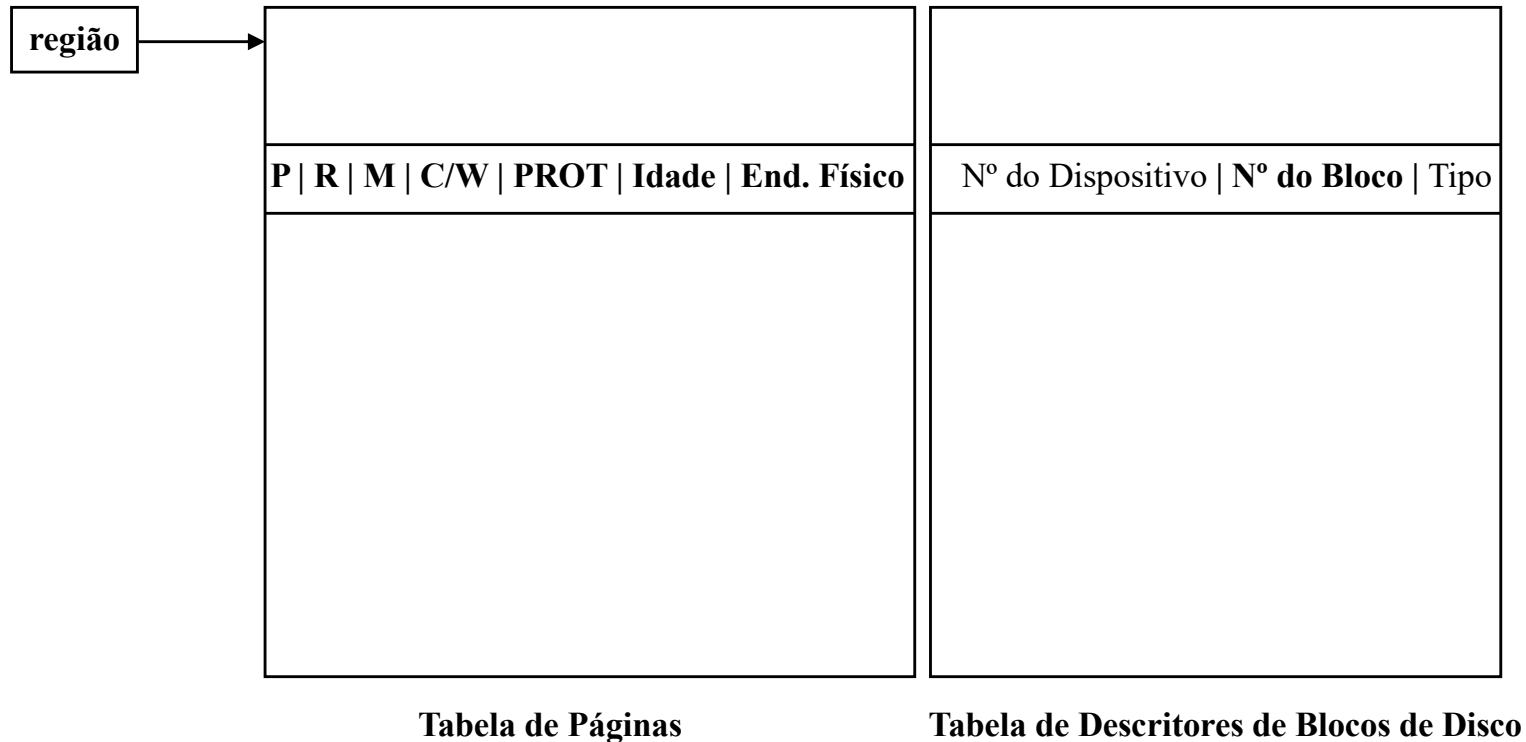 região
P | R | M | C/W | PROT | Idade | End. Físico
Nº do Dispositivo | Nº do Bloco | Tipo
Tabela de Páginas
Tabela de Descritores de Blocos de Disco